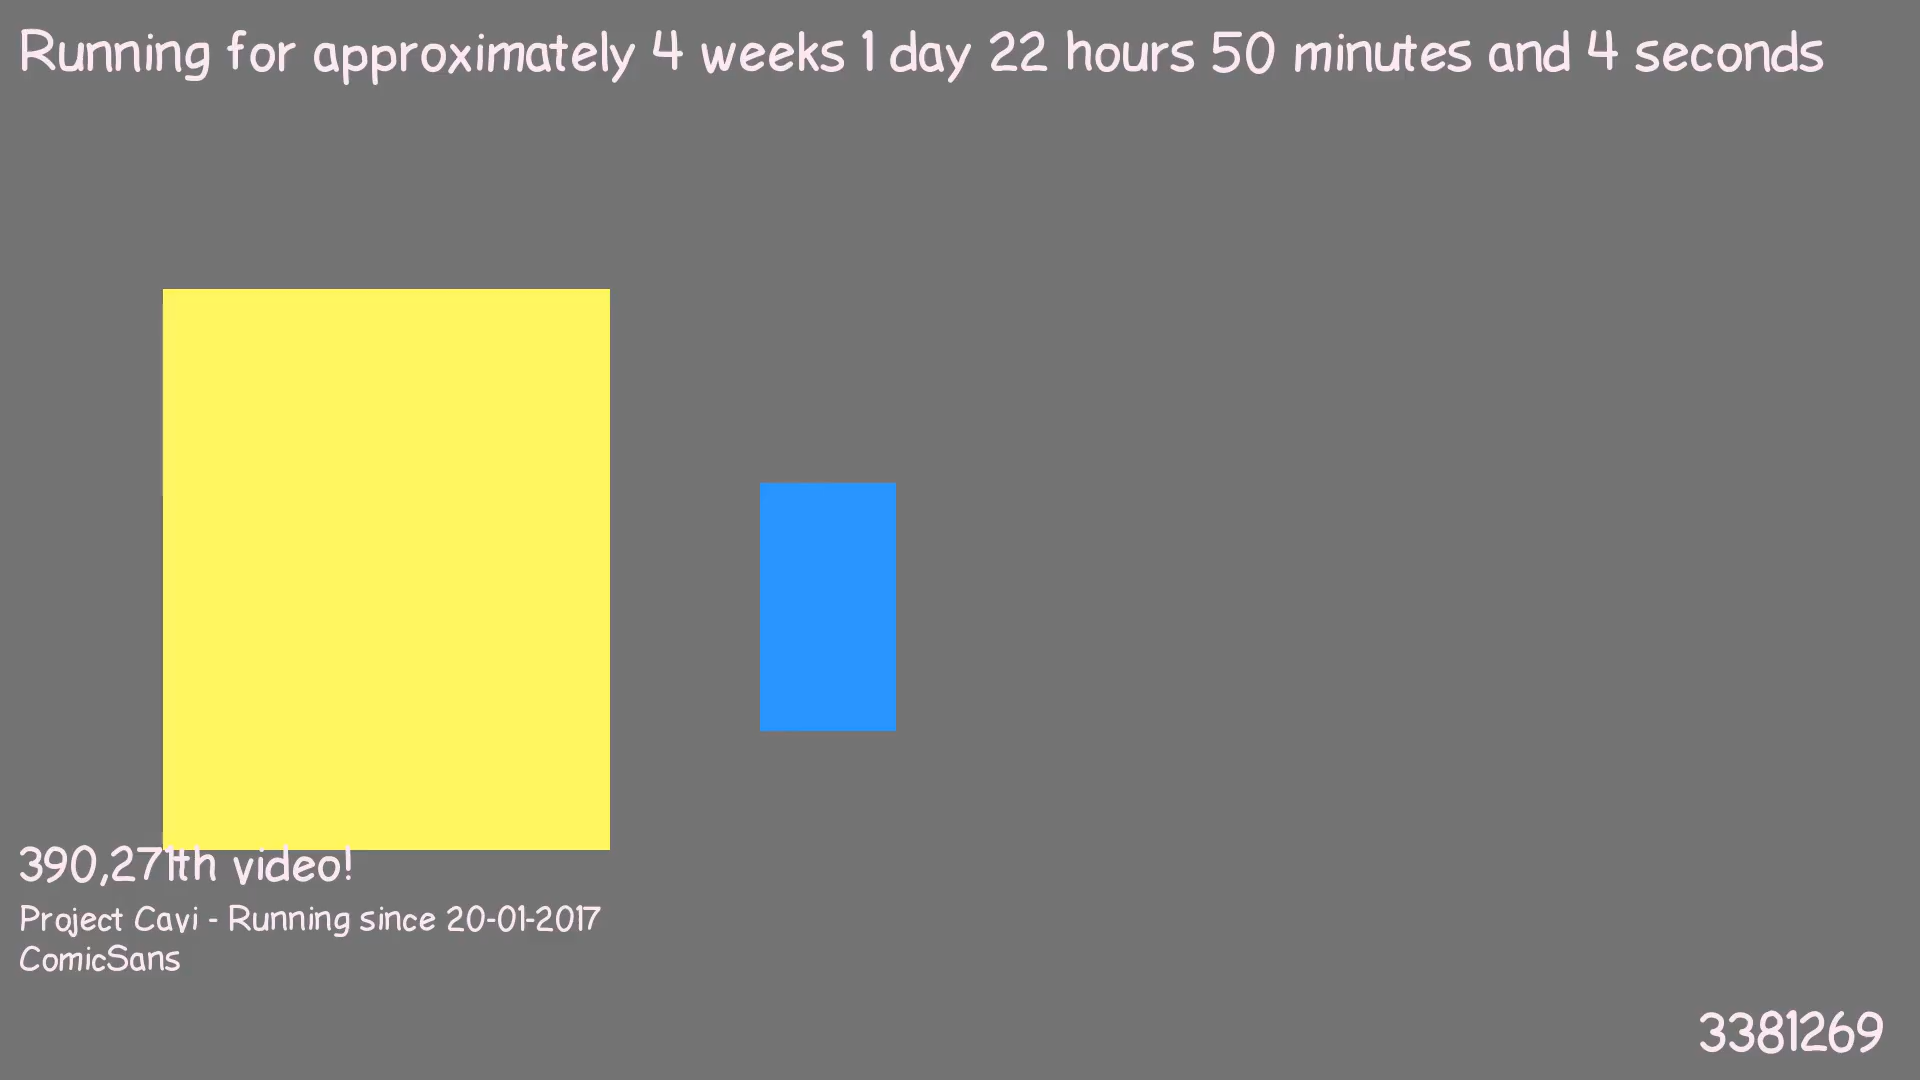 Running for approximately 4 weeks 1 day 22 hours 50 minutes and 4 seconds
390,271th video!
Project Cavi - Running since 20-01-2017
ComicSans
3381269